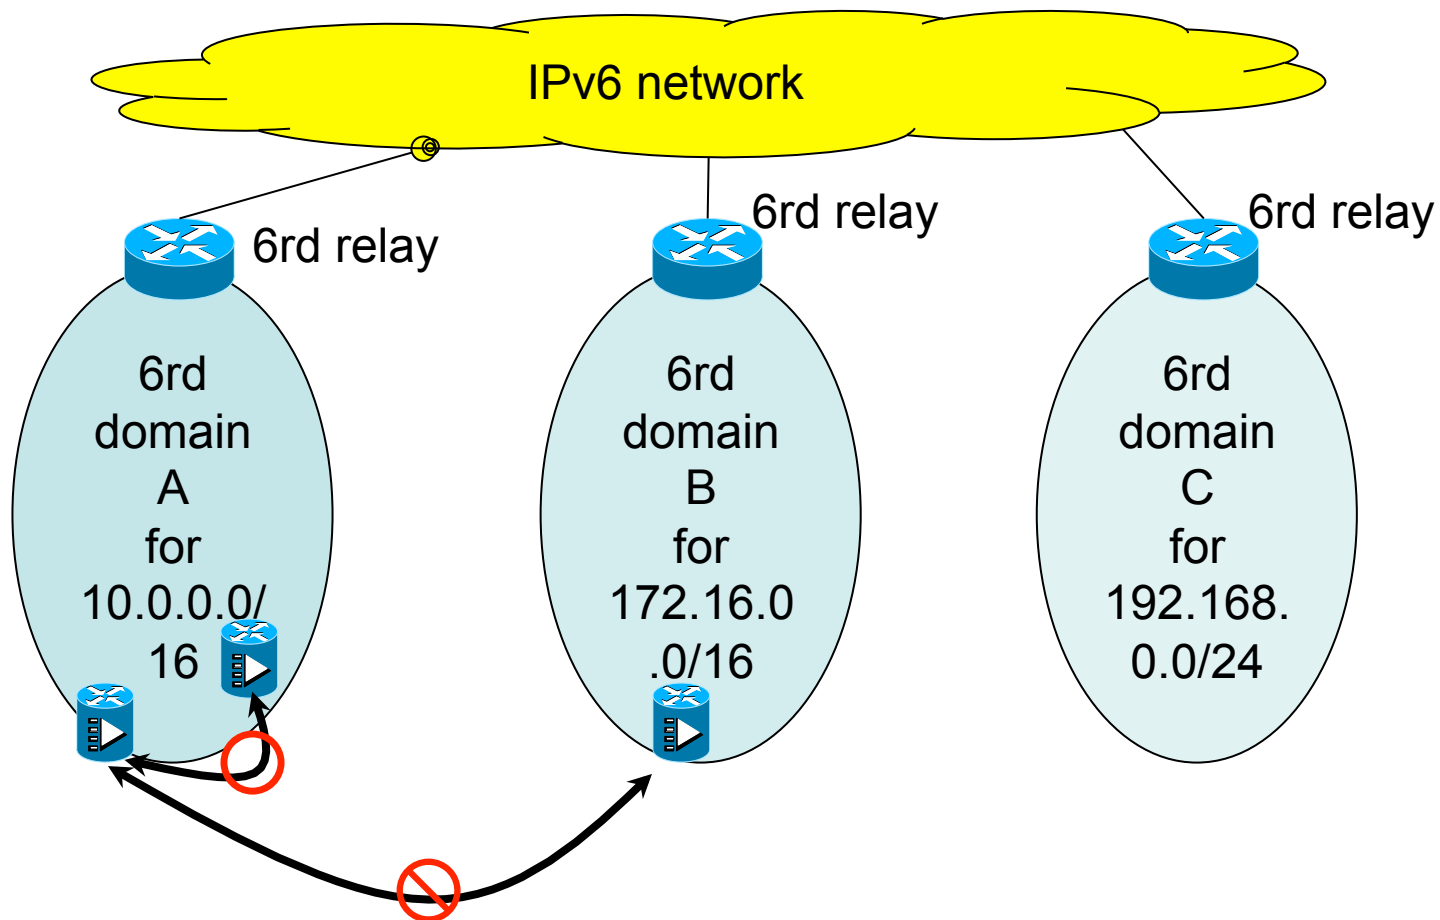 IPv6 network
6rd relay
6rd relay
6rd relay
6rd
domain
A
for
10.0.0.0/
16
6rd
domain
B
for
172.16.0
.0/16
6rd
domain
C
for
192.168.
0.0/24